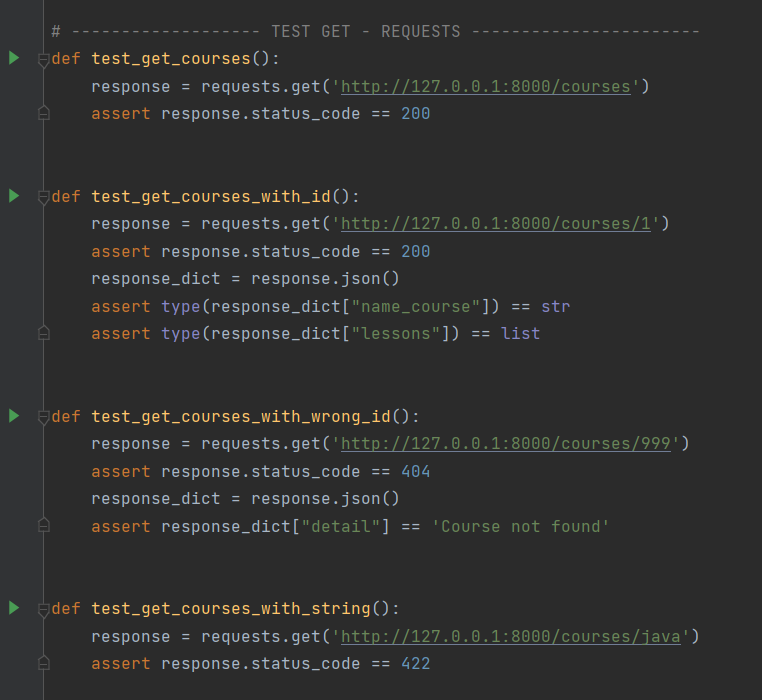 # ------------------- TEST GET - REQUESTS -----------------------
def test_get_courses():
    response = requests.get('http://127.0.0.1:8000/courses')
    assert response.status_code == 200
def test_get_courses_with_id():
    response = requests.get('http://127.0.0.1:8000/courses/1')
    assert response.status_code == 200
    response_dict = response.json()
    assert type(response_dict["name_course"]) == str
    assert type(response_dict["lessons"]) == list
def test_get_courses_with_wrong_id():
    response = requests.get('http://127.0.0.1:8000/courses/999')
    assert response.status_code == 404
    response_dict = response.json()
    assert response_dict["detail"] == 'Course not found'
def test_get_courses_with_string():
    response = requests.get('http://127.0.0.1:8000/courses/java')
    assert response.status_code == 422